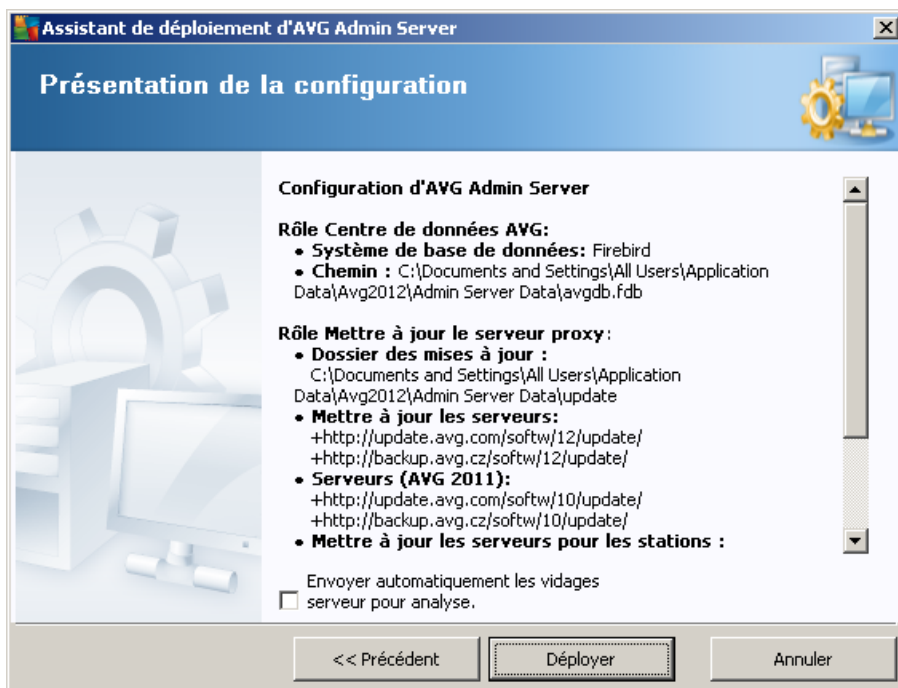 Assistant de déploiement d'AVG Admin Server
Présentation de la configuration
Configuration d'AVG Admin Server
Rôle Centre de données AVG:
• Système de base de données: Firebird
• Chemin : C:\Documents and Settings\All Users\Application
Data\Avg2012\Admin Server Data\avgdb.fdb
Rôle Mettre à jour le serveur proxy:
• Dossier des mises à jour :
C:\Documents and Settings\All Users\Application
Data\Avg2012\Admin Server Data\update
• Mettre à jour les serveurs:
+http://update.avg.com/softw/12/update/
+http://backup.avg.cz/softw/12/update/
• Serveurs (AVG 2011):
+http://update.avg.com/softw/10/update/
+http://backup.avg.cz/softw/10/update/
• Mettre à jour les serveurs pour les stations :
Envoyer automatiquement les vidages
serveur pour analyse.
<< Précédent
Déployer
Annuler